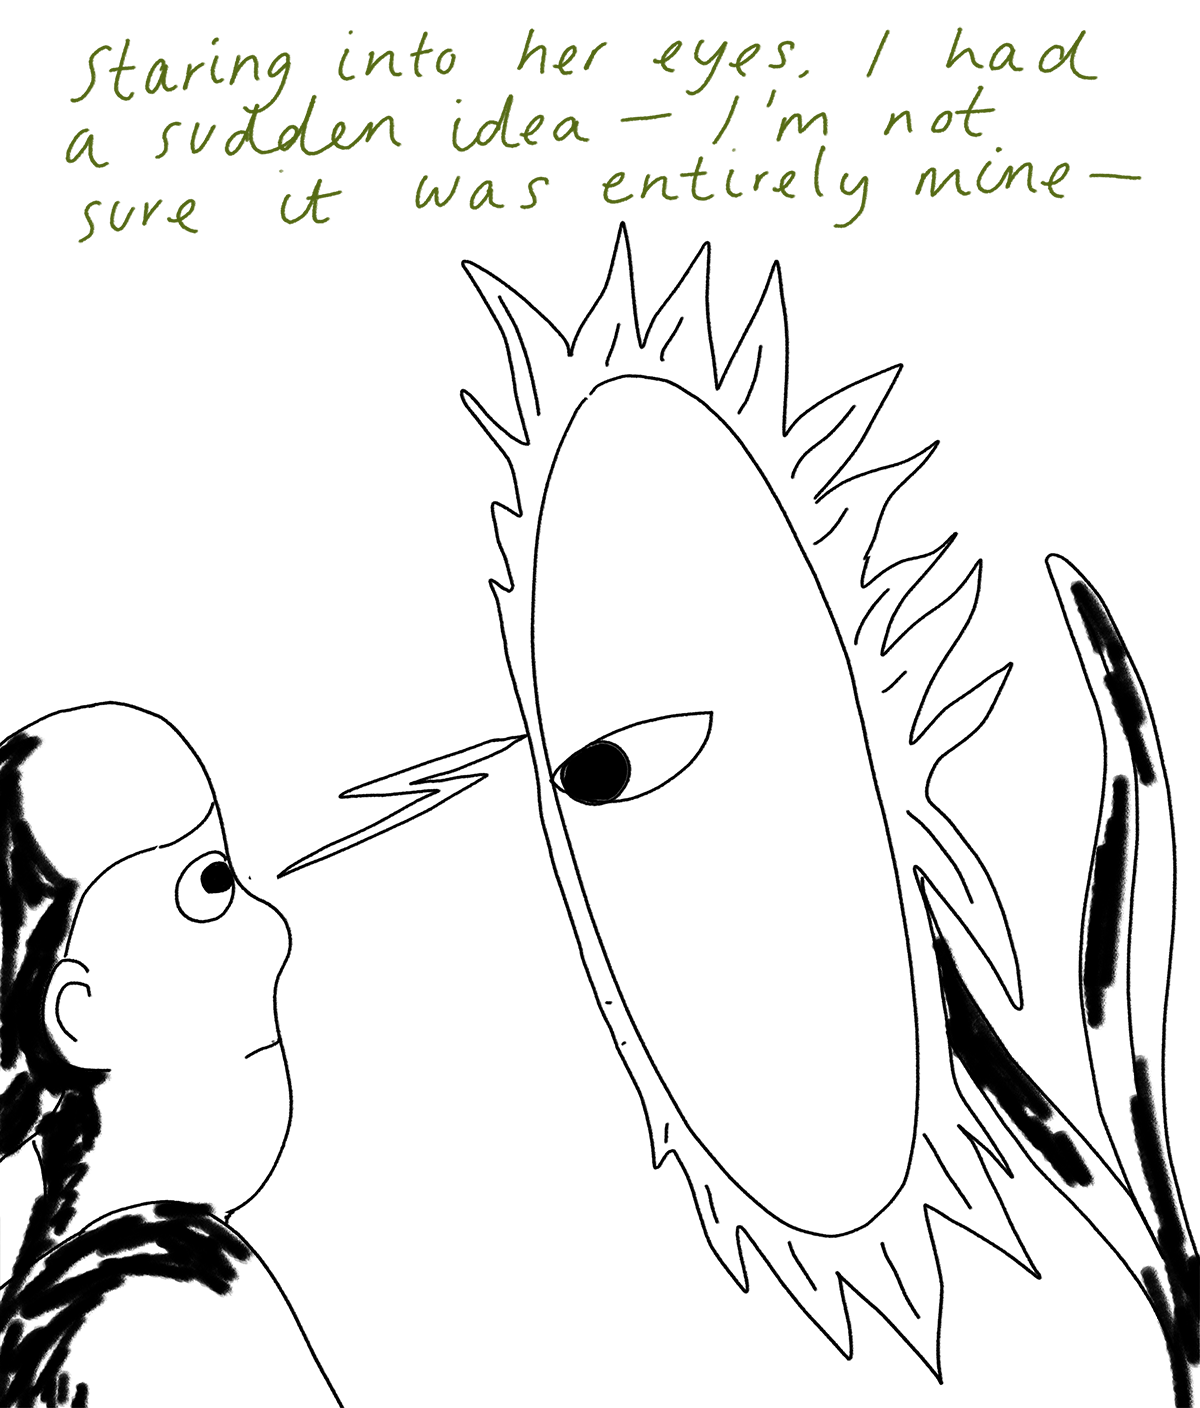 Staring into her eyes, I had
a sudden idea — I'm not
sure it was entirely mine —